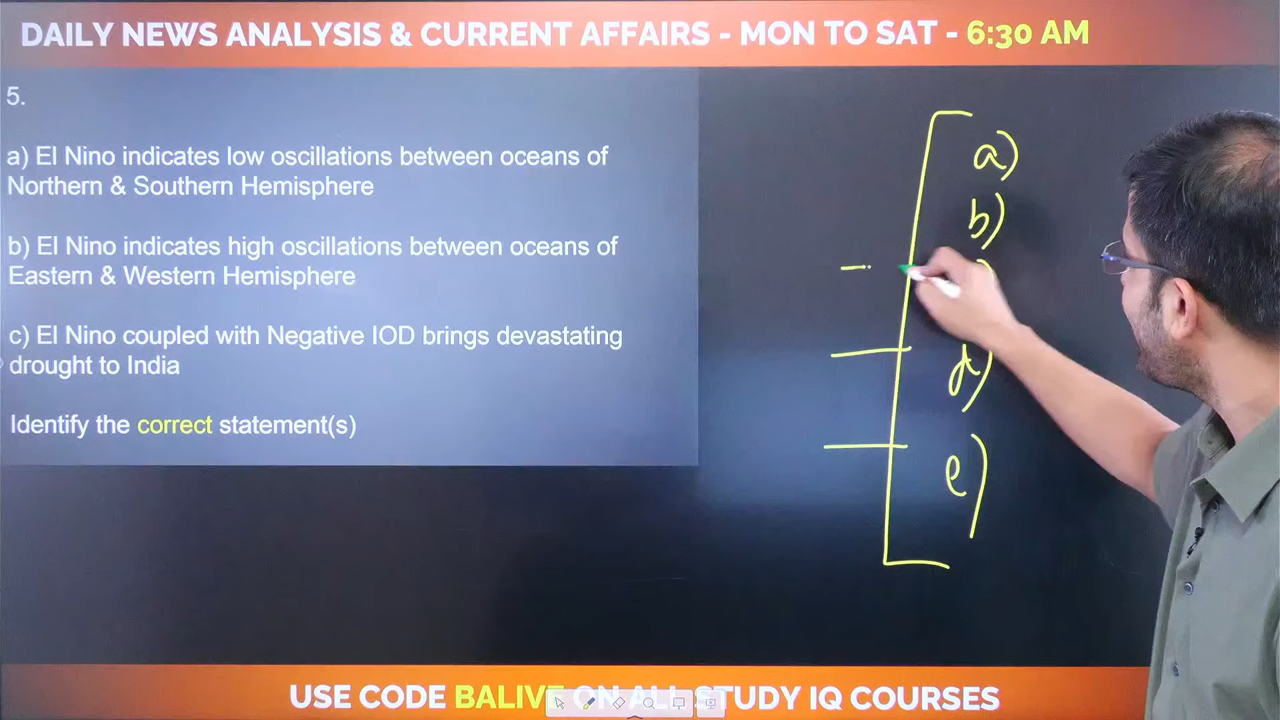 DAILY NEWS ANALYSIS & CURRENT AFFAIRS - MON TO SAT - 6:30 AM
5.
a) El Nino indicates low oscillations between oceans of
Northern & Southern Hemisphere
b) El Nino indicates high oscillations between oceans of
Eastern & Western Hemisphere
c) El Nino coupled with Negative IOD brings devastating
drought to India
Identify the correct statement(s)
a)
b)
d)
e)
USE CODE BALIVE ON ALL STUDY IQ COURSES